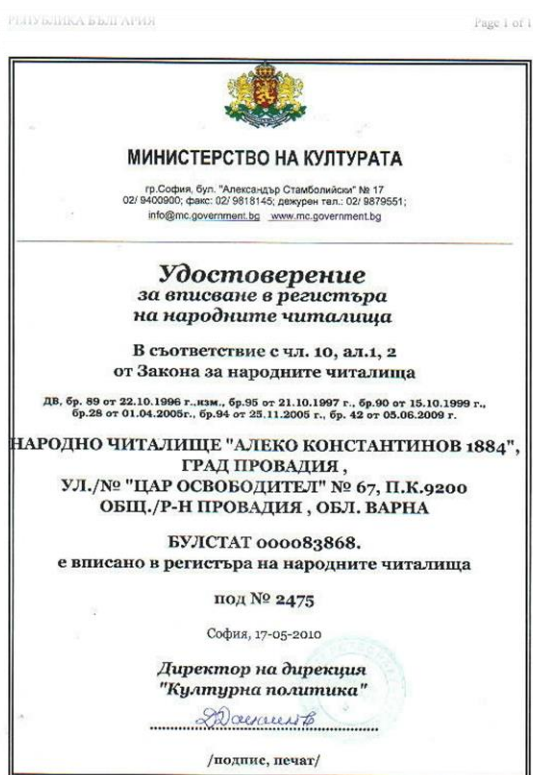 РЕПУБЛИКА БЪЛГАРИЯ
Page 1 of 1
МИНИСТЕРСТВО НА КУЛТУРАТА
гр.София, бул. "Александър Стамболийски" № 17
02/ 9400900; факс: 02/ 9818145; дежурен тел.: 02/ 9879551;
info@mc.government.bg www.mc.government.bg
Удостоверение
за вписване в регистъра
на народните читалища
В съответствие с чл. 10, ал.1, 2
от Закона за народните читалища
ДВ, бр. 89 от 22.10.1996 г.,изм., бр.95 от 21.10.1997 г., бр.90 от 15.10.1999 г.,
бр.28 от 01.04.2005г., бр.94 от 25.11.2005 г., бр. 42 от 05.06.2009 г.
НАРОДНО ЧИТАЛИЩЕ "АЛЕКО КОНСТАНТИНОВ 1884",
ГРАД ПРОВАДИЯ ,
УЛ./№ "ЦАР ОСВОБОДИТЕЛ" № 67, П.К.9200
ОБЩ./Р-Н ПРОВАДИЯ , ОБЛ. ВАРНА
БУЛСТАТ 000083868.
е вписано в регистъра на народните читалища
под № 2475
София, 17-05-2010
Директор на дирекция
"Културна политика"
/подпис, печат/